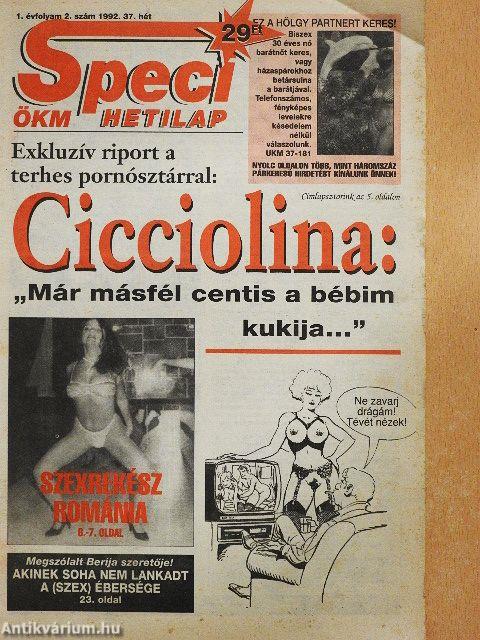 1. évfolyam 2. szám 1992. 37. hét
29 Ft
EZ A HÖLGY PARTNERT KERES!
Speci
ÖKM HETILAP
Biszex
30 éves nő
barátnőt keres,
vagy
házaspárokhoz
betársulna
a barátjával.
Telefonszámos,
fényképes
levelekre
késedelem
nélkül
válaszolunk.
UKM 37-181
NYOLC OLDALON TÖBB, MINT HÁROMSZÁZ
PÁRKERESŐ HIRDETÉST KÍNÁLUNK ÖNNEK!
Exkluzív riport a
terhes pornósztárral:
Címlapsztorink az 5. oldalon
Cicciolina:
„Már másfél centis a bébim
kukija...”
Ne zavarj
drágám!
Tévét nézek!
SZEXREKÉSZ
ROMÁNIA
6.-7. OLDAL
Megszólalt Berija szeretője!
AKINEK SOHA NEM LANKADT
A (SZEX) ÉBERSÉGE
23. oldal
Antikvárium.hu